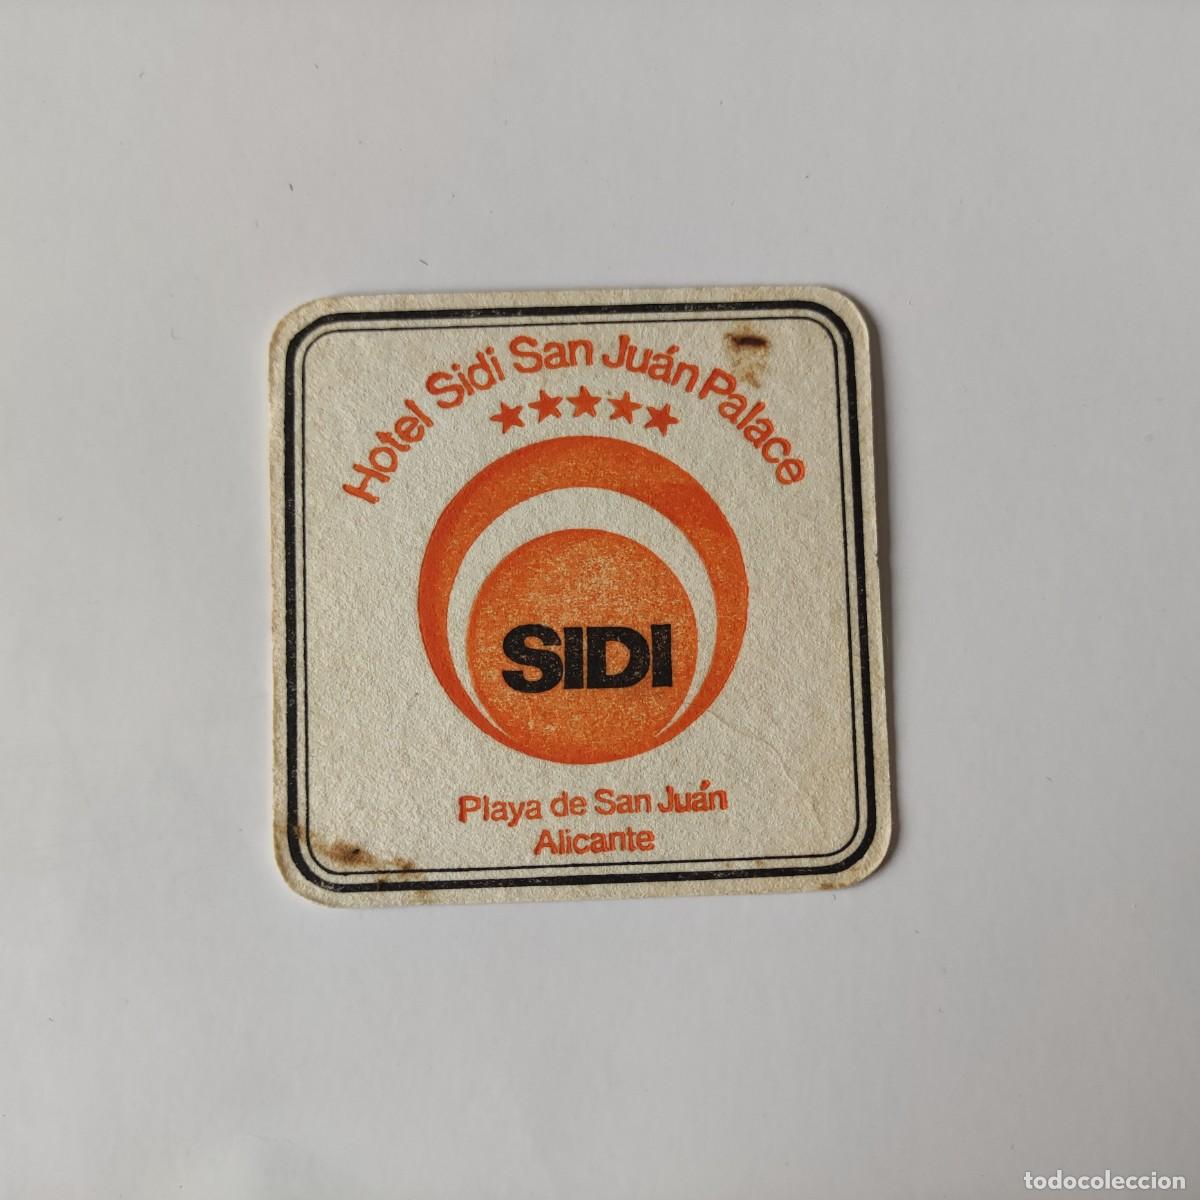 Hotel Sidi San Juán Palace
SIDI
Playa de San Juán
Alicante
todocoleccion